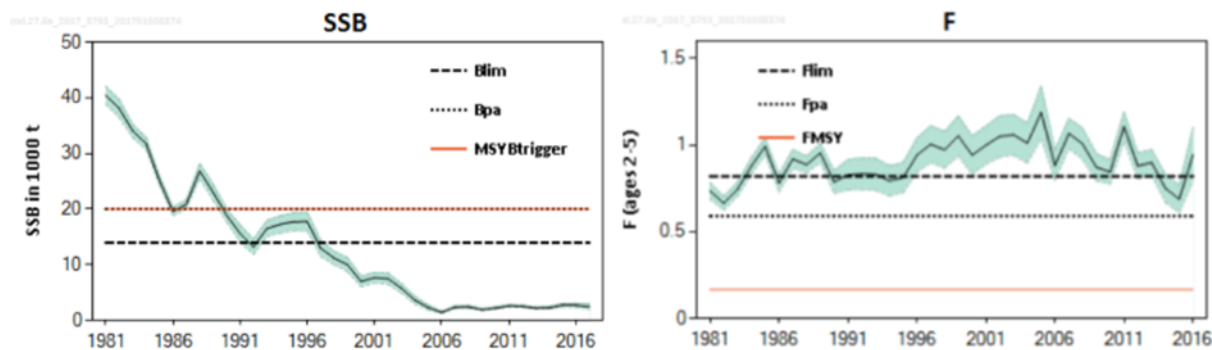 SSB
SSB in 1000 t
50
40
30
20
10
0
Blim
Bpa
MSYBtrigger
1981 1986 1991 1996 2001 2006 2011 2016
F
F (ages 2-5)
1.5
1
0.5
0
Flim
Fpa
FMSY
1981 1986 1991 1996 2001 2006 2011 2016